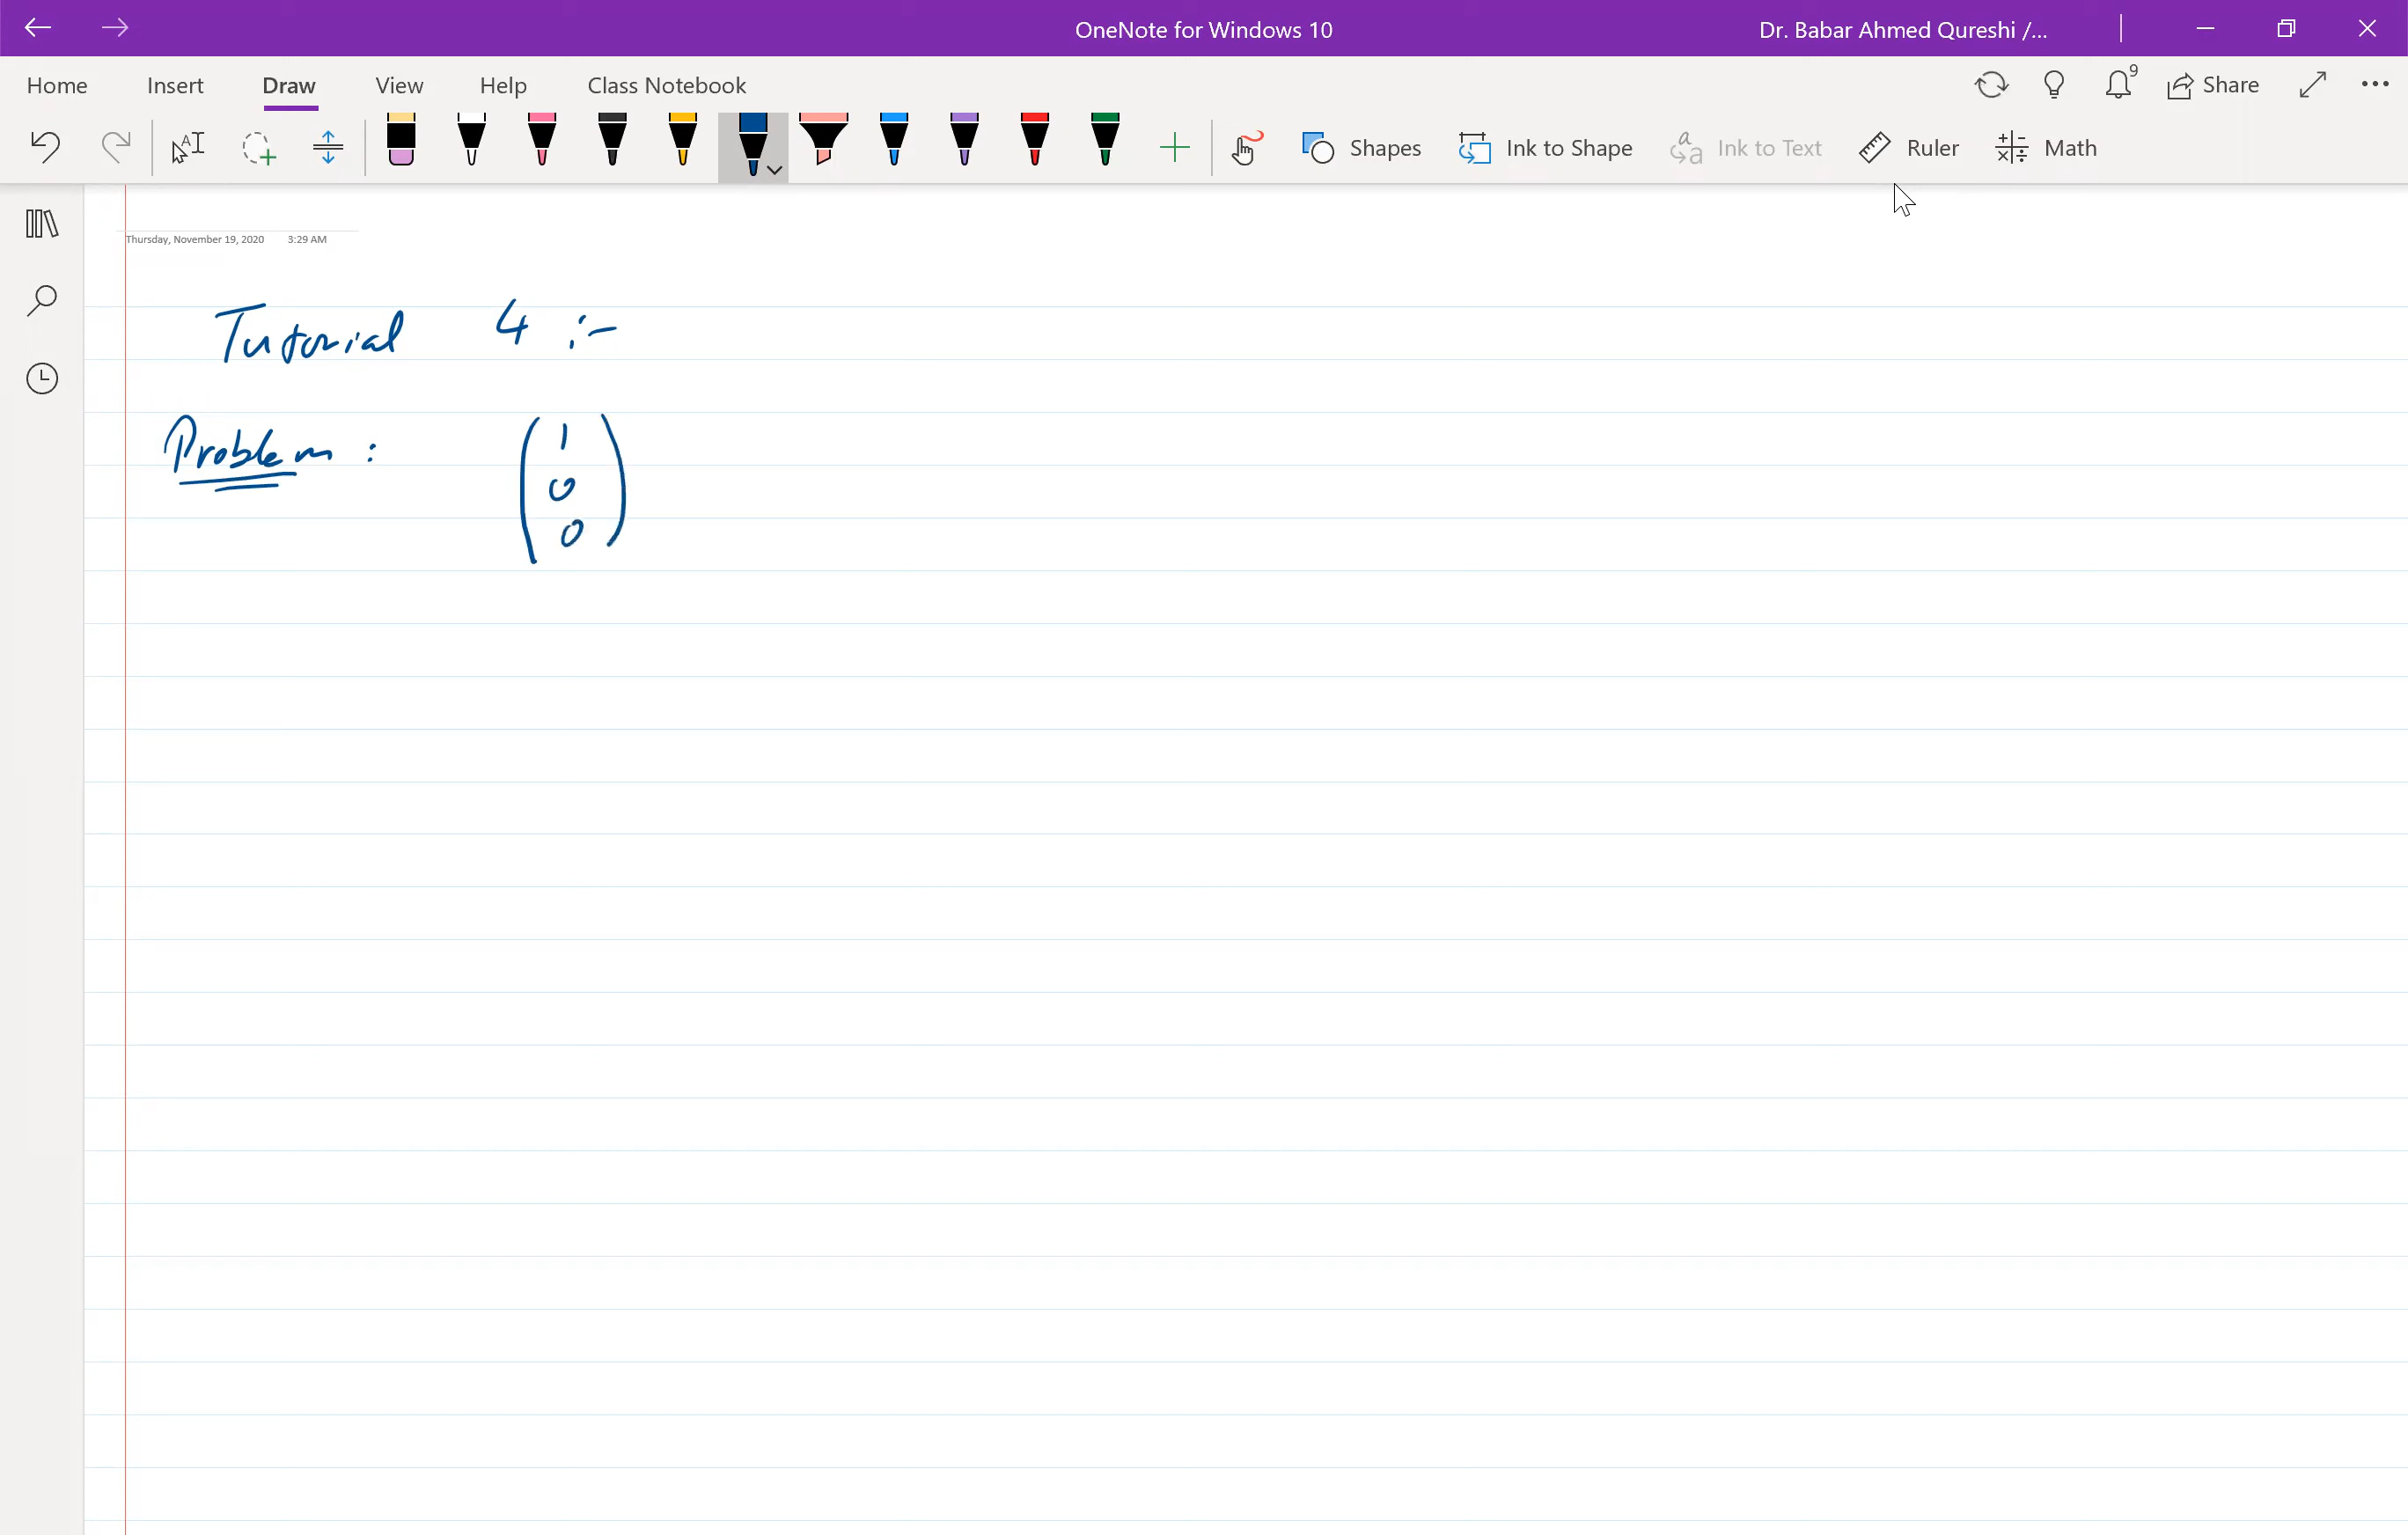 OneNote for Windows 10 Dr. Babar Ahmed Qureshi /...
Home Insert Draw View Help Class Notebook 9 Share
Shapes Ink to Shape Ink to Text Ruler Math
Thursday, November 19, 2020 3:29 AM
Tutorial 4 :-
Problem :
1
0
0